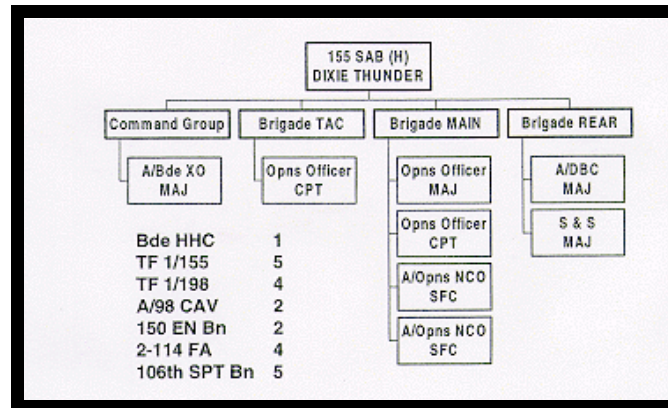 155 SAB (H)
DIXIE THUNDER
Command Group
Brigade TAC
Brigade MAIN
Brigade REAR
A/Bde XO
MAJ
Opns Officer
CPT
Opns Officer
MAJ
A/DBC
MAJ
Opns Officer
CPT
S & S
MAJ
A/Opns NCO
SFC
A/Opns NCO
SFC
Bde HHC 1
TF 1/155 5
TF 1/198 4
A/98 CAV 2
150 EN Bn 2
2-114 FA 4
106th SPT Bn 5